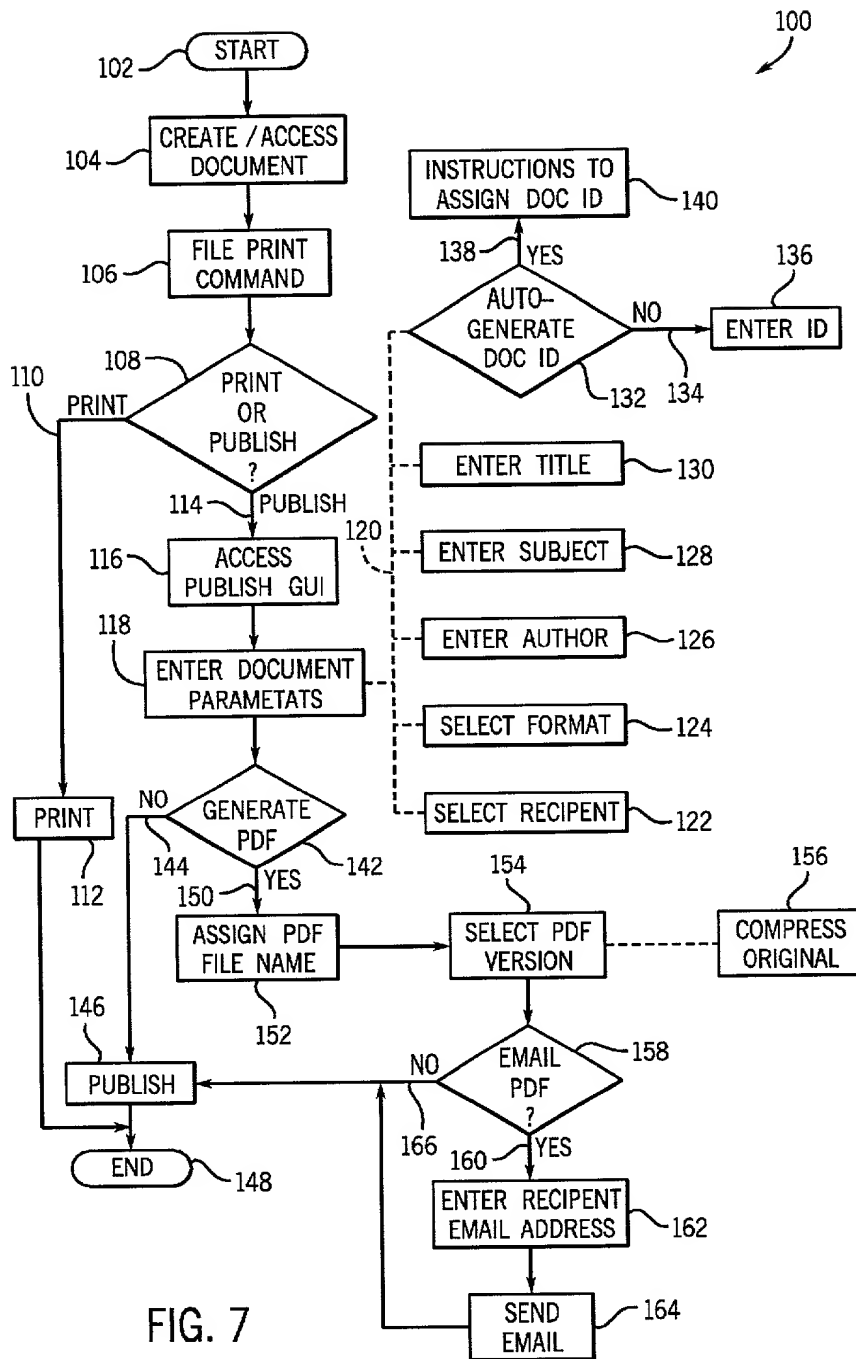 100
START
102
CREATE/ACCESS
DOCUMENT
104
FILE PRINT
COMMAND
106
INSTRUCTIONS TO
ASSIGN DOC ID
140
138
YES
AUTO-
GENERATE
DOC ID
132
NO
134
136
ENTER ID
108
PRINT
OR
PUBLISH
?
110
PRINT
114
PUBLISH
116
ACCESS
PUBLISH GUI
118
ENTER DOCUMENT
PARAMETATS
120
ENTER TITLE
130
ENTER SUBJECT
128
ENTER AUTHOR
126
SELECT FORMAT
124
SELECT RECIPENT
122
PRINT
112
NO
144
GENERATE
PDF
142
150
YES
ASSIGN PDF
FILE NAME
152
154
SELECT PDF
VERSION
156
COMPRESS
ORIGINAL
146
PUBLISH
END
148
NO
166
EMAIL
PDF
?
158
160
YES
ENTER RECIPENT
EMAIL ADDRESS
162
SEND
EMAIL
164
FIG. 7